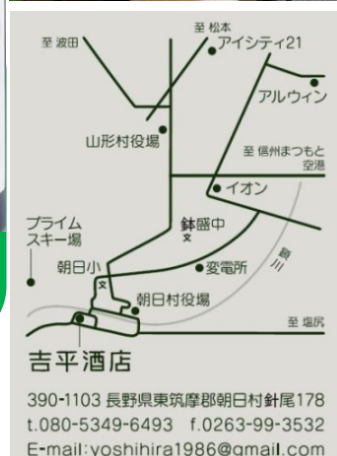 至 松本
至 波田
アイシティ21
アルウィン
山形村役場
至 信州まつもと
空港
イオン
プライム
スキー場
鉢盛中
文
鎖川
朝日小
文
変電所
朝日村役場
至 塩尻
吉平酒店
390-1103 長野県東筑摩郡朝日村針尾178
t.080-5349-6493 f.0263-99-3532
E-mail:yoshihira1986@gmail.com